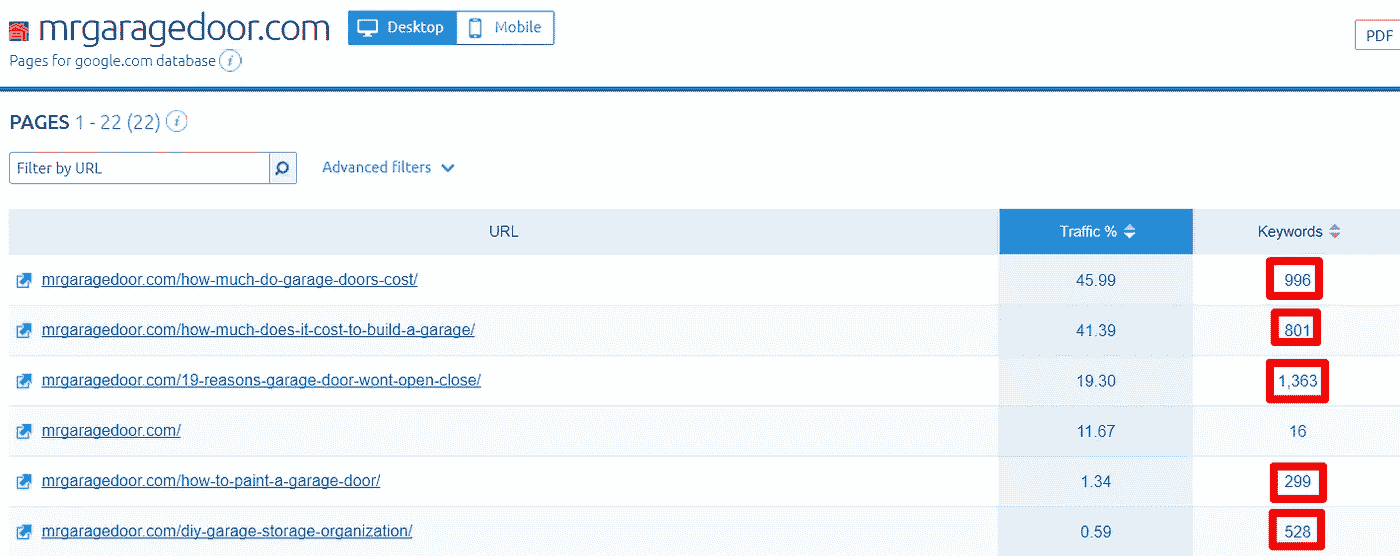 mrgaragedoor.com Desktop Mobile PDF
Pages for google.com database i
PAGES 1 - 22 (22) i
Filter by URL Advanced filters
URL Traffic % Keywords
mrgaragedoor.com/how-much-do-garage-doors-cost/ 45.99 996
mrgaragedoor.com/how-much-does-it-cost-to-build-a-garage/ 41.39 801
mrgaragedoor.com/19-reasons-garage-door-wont-open-close/ 19.30 1,363
mrgaragedoor.com/ 11.67 16
mrgaragedoor.com/how-to-paint-a-garage-door/ 1.34 299
mrgaragedoor.com/diy-garage-storage-organization/ 0.59 528